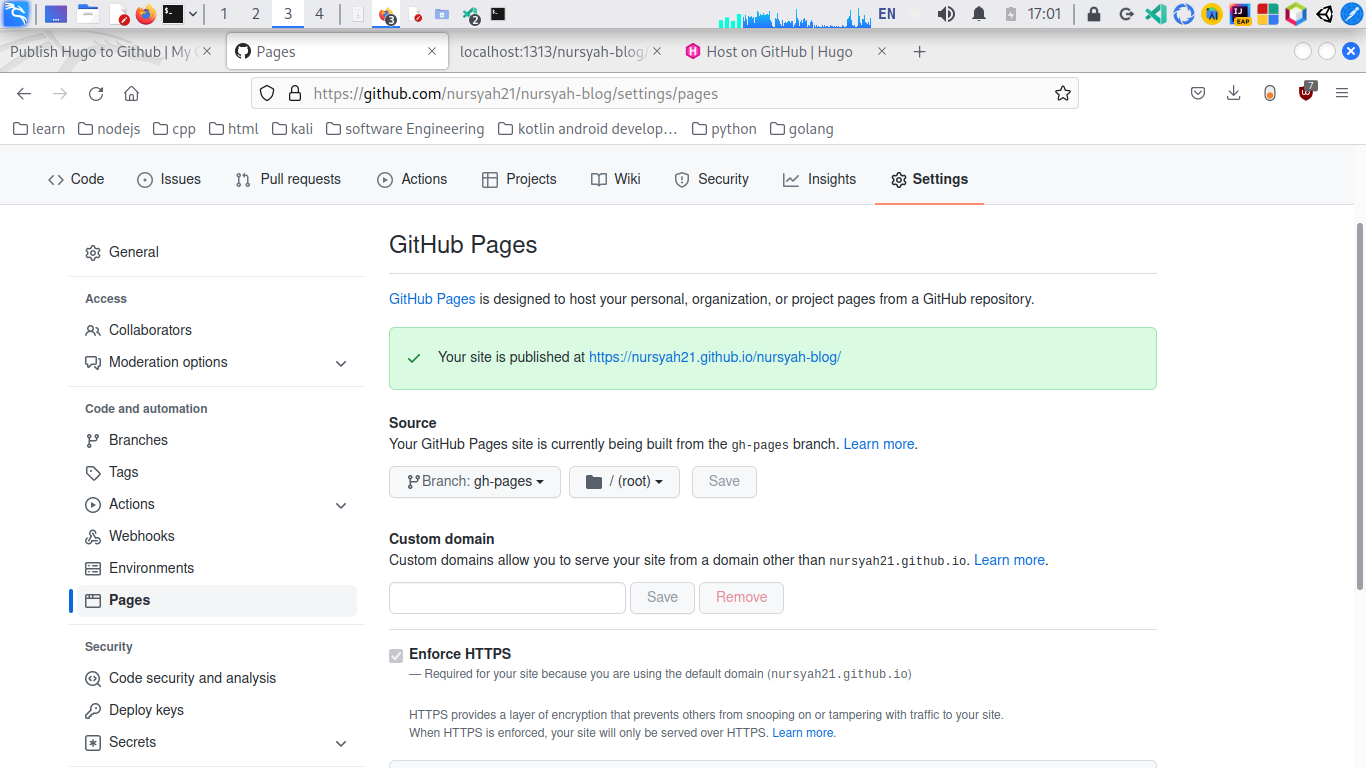 1 2 3 4 3 2 EN 17:01 EAP
Publish Hugo to Github | My
Pages
localhost:1313/nursyah-blog/
Host on GitHub | Hugo
https://github.com/nursyah21/nursyah-blog/settings/pages
7
learn nodejs cpp html kali software Engineering kotlin android develop... python golang
Code Issues Pull requests Actions Projects Wiki Security Insights Settings
General
Access
Collaborators
Moderation options
Code and automation
Branches
Tags
Actions
Webhooks
Environments
Pages
Security
Code security and analysis
Deploy keys
Secrets
GitHub Pages
GitHub Pages is designed to host your personal, organization, or project pages from a GitHub repository.
Your site is published at https://nursyah21.github.io/nursyah-blog/
Source
Your GitHub Pages site is currently being built from the gh-pages branch. Learn more.
Branch: gh-pages / (root) Save
Custom domain
Custom domains allow you to serve your site from a domain other than nursyah21.github.io. Learn more.
Save Remove
Enforce HTTPS
— Required for your site because you are using the default domain (nursyah21.github.io)
HTTPS provides a layer of encryption that prevents others from snooping on or tampering with traffic to your site.
When HTTPS is enforced, your site will only be served over HTTPS. Learn more.